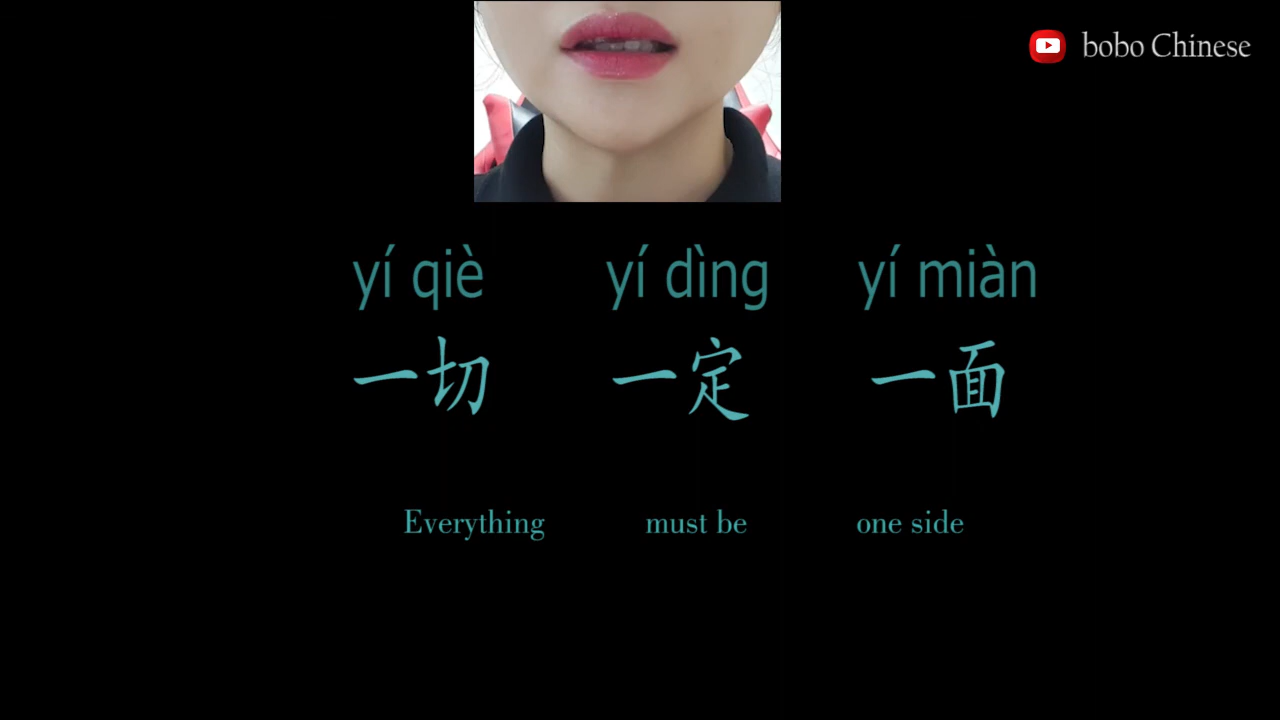 bobo Chinese
yí qiè yí dìng yí miàn
一切 一定 一面
Everything must be one side